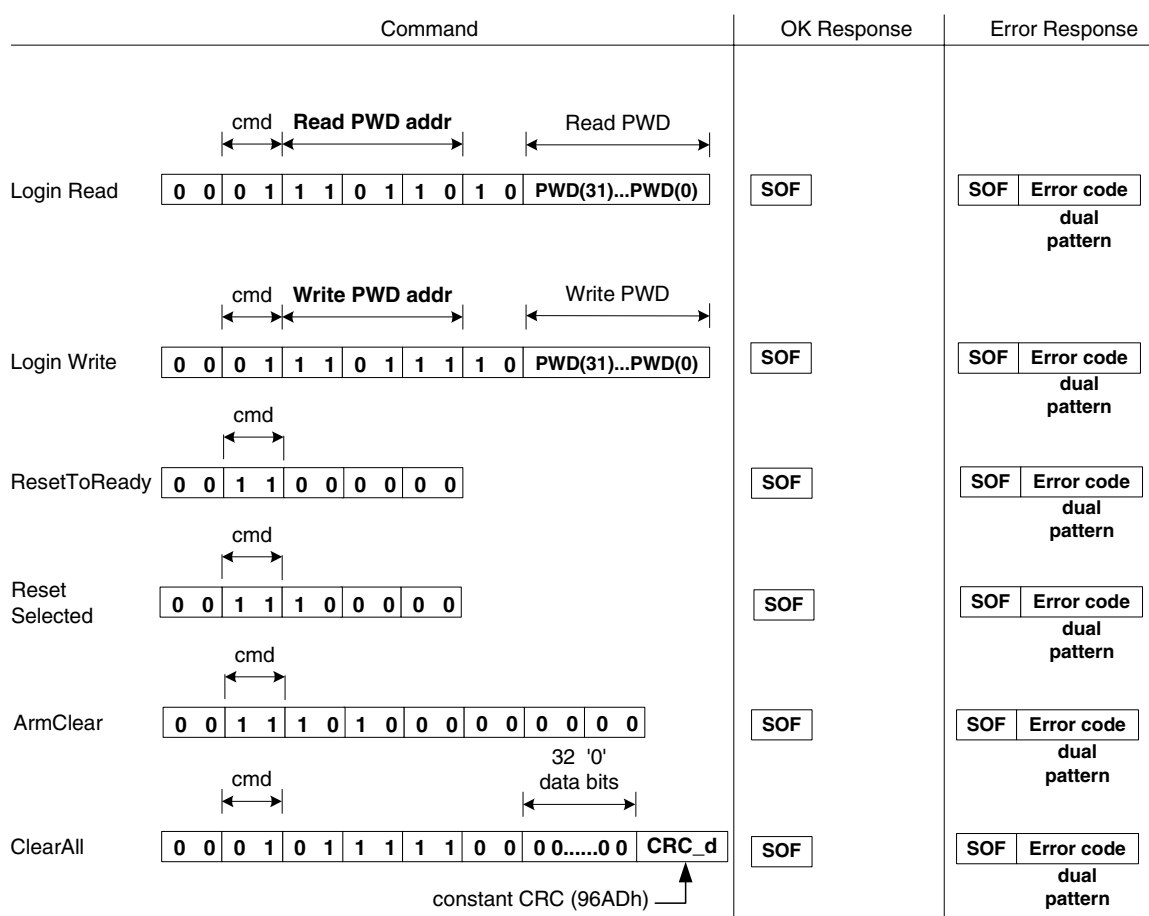 Command OK Response Error Response
cmd Read PWD addr Read PWD
Login Read 0 0 0 1 1 1 0 1 1 0 1 0 PWD(31)...PWD(0) SOF SOF Error code
dual
pattern
cmd Write PWD addr Write PWD
Login Write 0 0 0 1 1 1 0 1 1 1 1 0 PWD(31)...PWD(0) SOF SOF Error code
dual
pattern
cmd
ResetToReady 0 0 1 1 0 0 0 0 0 0 SOF SOF Error code
dual
pattern
cmd
Reset
Selected 0 0 1 1 1 0 0 0 0 0 SOF SOF Error code
dual
pattern
cmd
ArmClear 0 0 1 1 1 0 1 0 0 0 0 0 0 0 0 0 SOF SOF Error code
dual
pattern
32 '0'
data bits
cmd
ClearAll 0 0 0 1 0 1 1 1 1 1 0 0 0 0......0 0 CRC_d SOF SOF Error code
dual
pattern
constant CRC (96ADh)